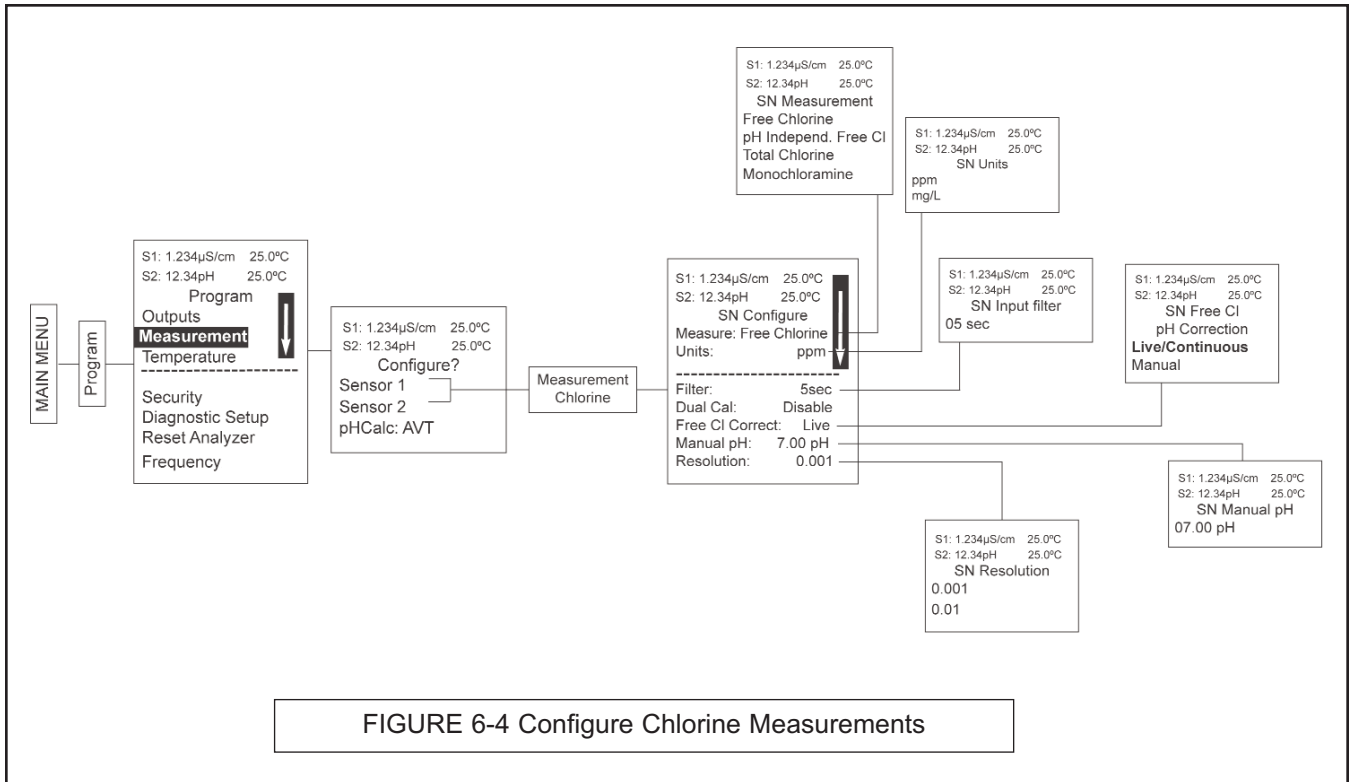 MAIN MENU
Program
S1: 1.234µS/cm 25.0ºC
S2: 12.34pH 25.0ºC
Program
Outputs
Measurement
Temperature
Security
Diagnostic Setup
Reset Analyzer
Frequency
S1: 1.234µS/cm 25.0ºC
S2: 12.34pH 25.0ºC
Configure?
Sensor 1
Sensor 2
pHCalc: AVT
Measurement
Chlorine
S1: 1.234µS/cm 25.0ºC
S2: 12.34pH 25.0ºC
SN Configure
Measure: Free Chlorine
Units: ppm
Filter: 5sec
Dual Cal: Disable
Free Cl Correct: Live
Manual pH: 7.00 pH
Resolution: 0.001
S1: 1.234µS/cm 25.0ºC
S2: 12.34pH 25.0ºC
SN Measurement
Free Chlorine
pH Independ. Free Cl
Total Chlorine
Monochloramine
S1: 1.234µS/cm 25.0ºC
S2: 12.34pH 25.0ºC
SN Units
ppm
mg/L
S1: 1.234µS/cm 25.0ºC
S2: 12.34pH 25.0ºC
SN Input filter
05 sec
S1: 1.234µS/cm 25.0ºC
S2: 12.34pH 25.0ºC
SN Free Cl
pH Correction
Live/Continuous
Manual
S1: 1.234µS/cm 25.0ºC
S2: 12.34pH 25.0ºC
SN Manual pH
07.00 pH
S1: 1.234µS/cm 25.0ºC
S2: 12.34pH 25.0ºC
SN Resolution
0.001
0.01
FIGURE 6-4 Configure Chlorine Measurements